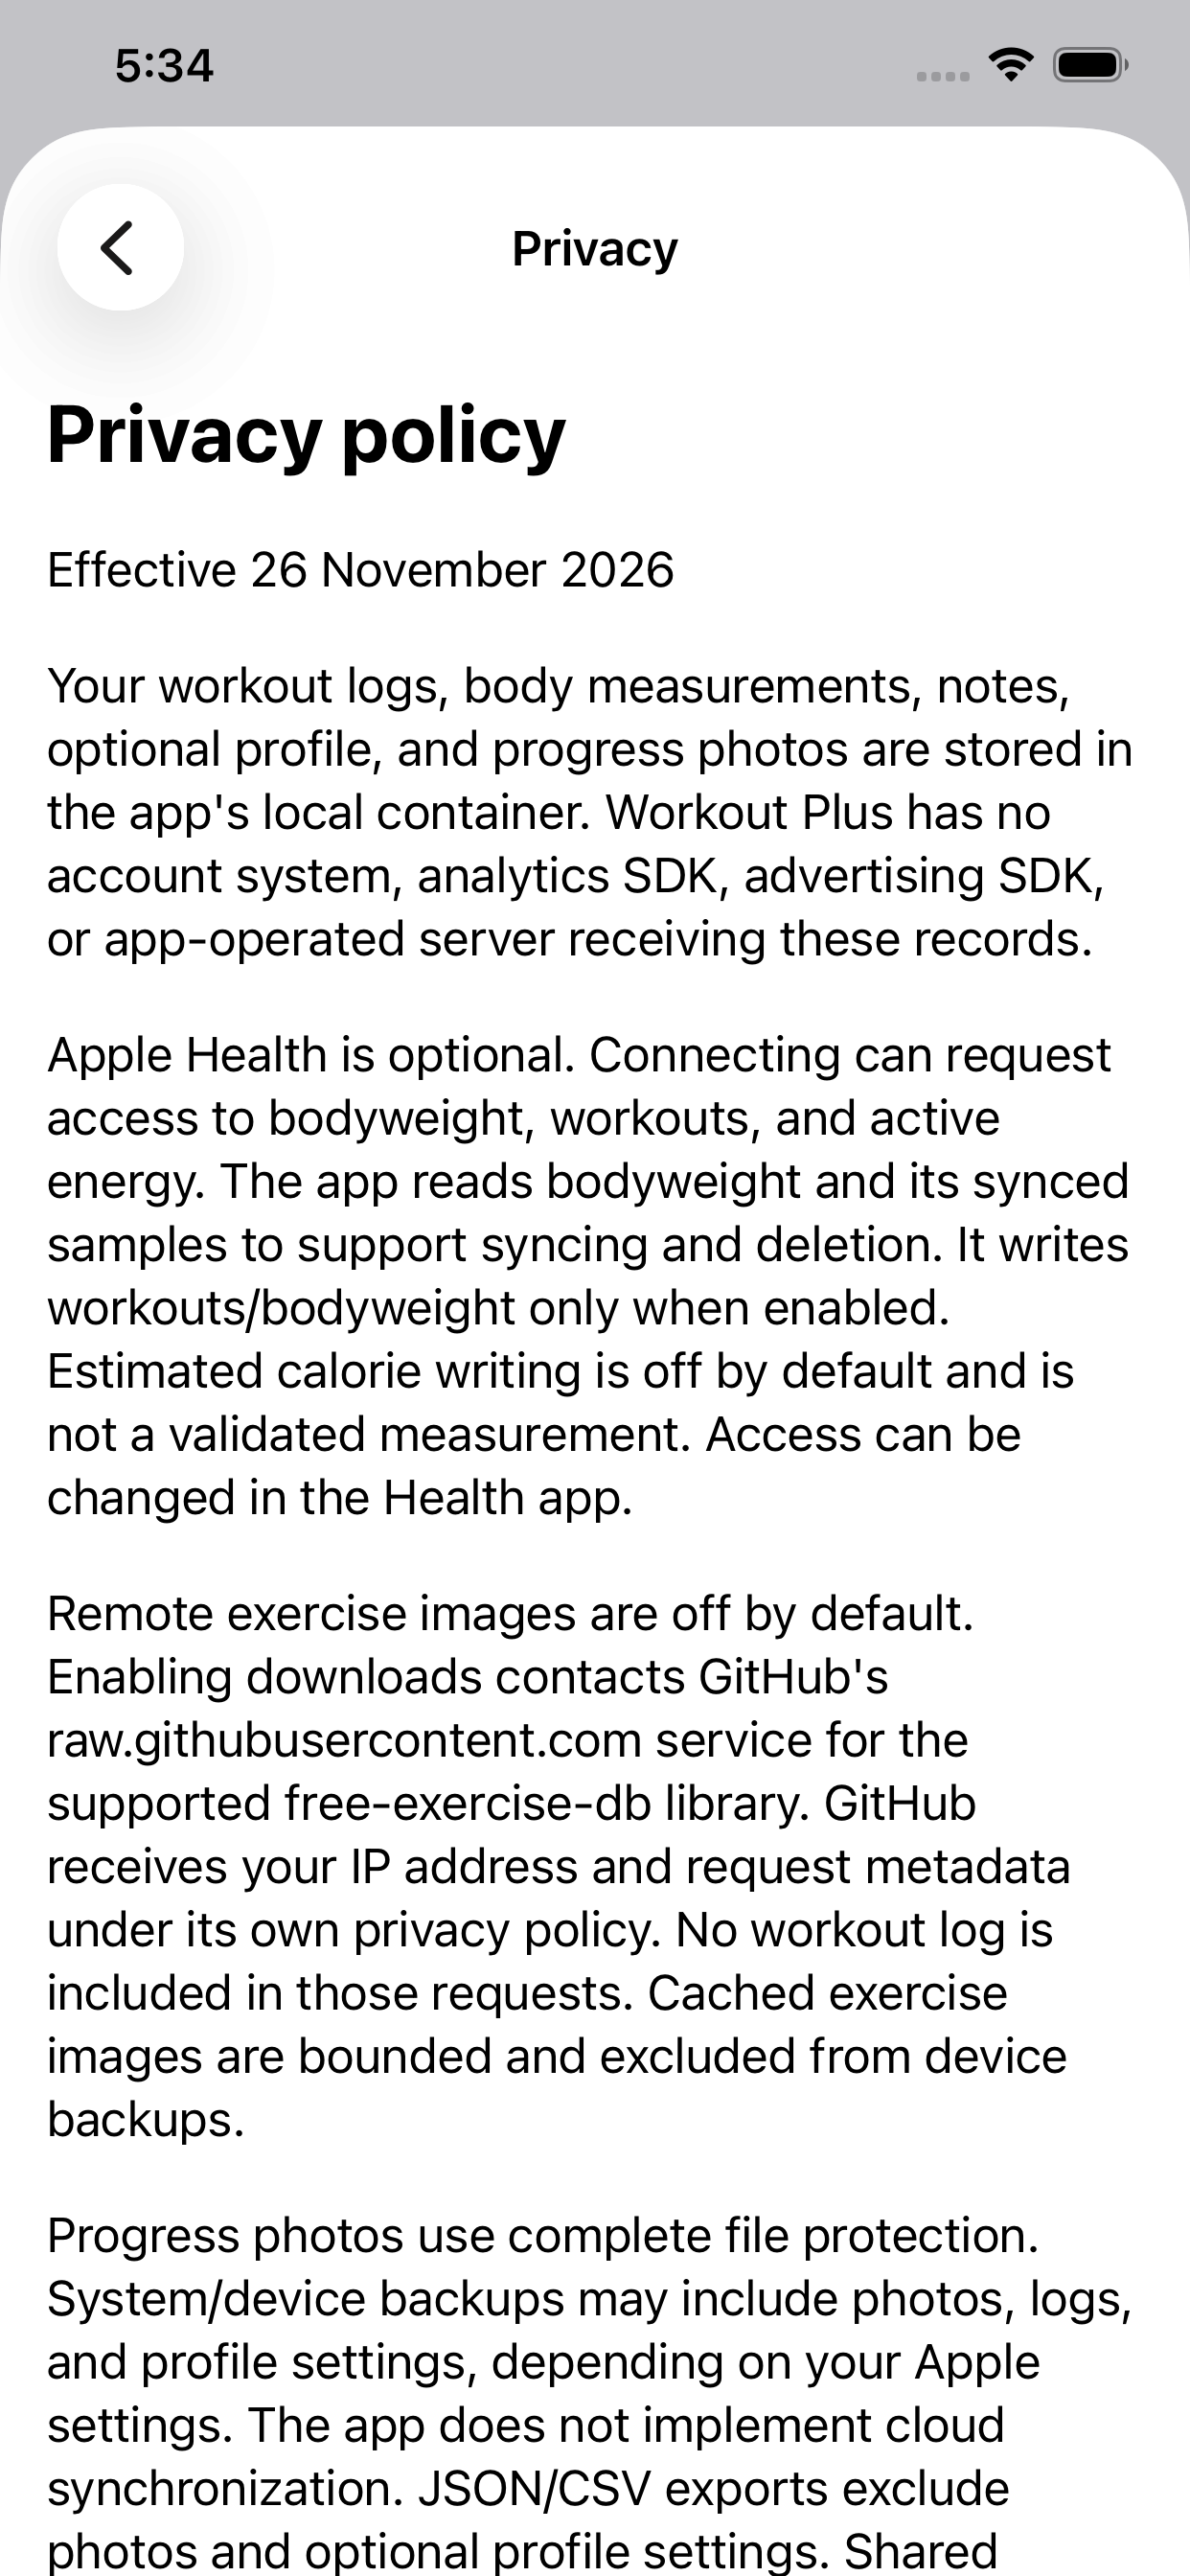 5:34
Privacy
Privacy policy
Effective 26 November 2026
Your workout logs, body measurements, notes,
optional profile, and progress photos are stored in
the app's local container. Workout Plus has no
account system, analytics SDK, advertising SDK,
or app-operated server receiving these records.
Apple Health is optional. Connecting can request
access to bodyweight, workouts, and active
energy. The app reads bodyweight and its synced
samples to support syncing and deletion. It writes
workouts/bodyweight only when enabled.
Estimated calorie writing is off by default and is
not a validated measurement. Access can be
changed in the Health app.
Remote exercise images are off by default.
Enabling downloads contacts GitHub's
raw.githubusercontent.com service for the
supported free-exercise-db library. GitHub
receives your IP address and request metadata
under its own privacy policy. No workout log is
included in those requests. Cached exercise
images are bounded and excluded from device
backups.
Progress photos use complete file protection.
System/device backups may include photos, logs,
and profile settings, depending on your Apple
settings. The app does not implement cloud
synchronization. JSON/CSV exports exclude
photos and optional profile settings. Shared